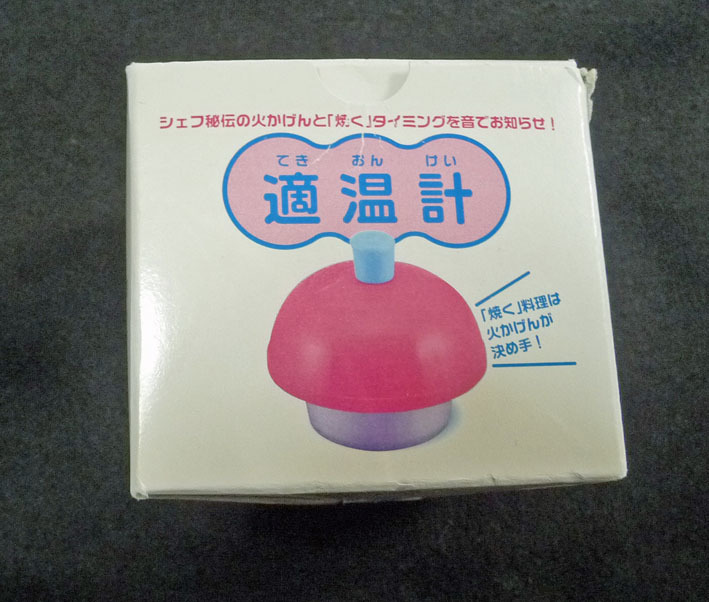 シェフ秘伝の火かげんと「焼く」タイミングを音でお知らせ！
てき おん けい
適温計
「焼く」料理は
火かげんが
決め手！